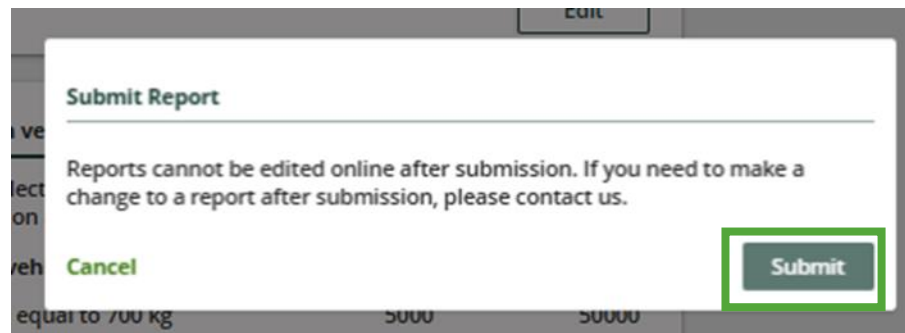 Edit
Submit Report
Reports cannot be edited online after submission. If you need to make a
change to a report after submission, please contact us.
Cancel
Submit
equal to 700 kg 5000 50000